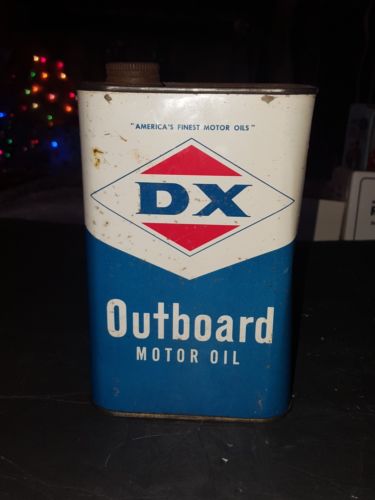 "AMERICA'S FINEST MOTOR OILS"
DX
Outboard
MOTOR OIL